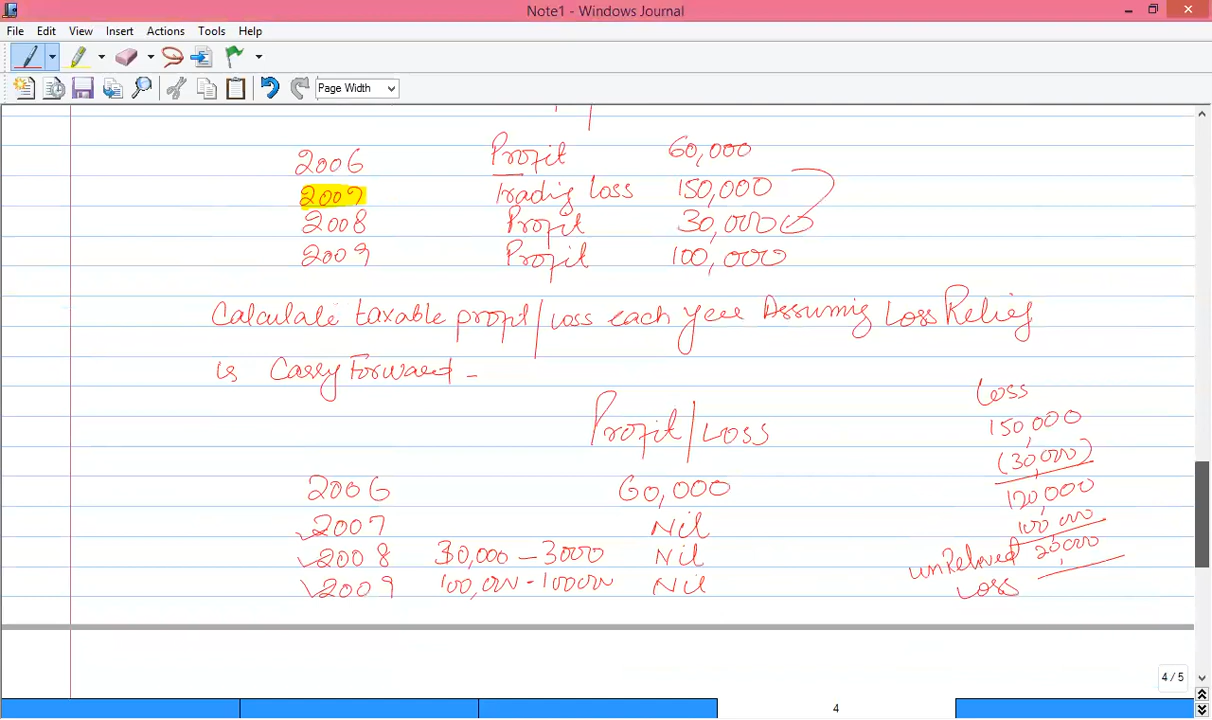 Note1 - Windows Journal
File Edit View Insert Actions Tools Help
Page Width
2006 Profit 60,000
2007 Trading loss 150,000
2008 Profit 30,000
2009 Profit 100,000
Calculate taxable profit/loss each year Assuming Loss Relief
is Carry Forward -
Profit/Loss
Loss
150,000
(30,000)
120,000
100 000
unRelieved 20,000
Loss
2006 60,000
2007 Nil
2008 30,000 - 3000 Nil
2009 100,000 - 10000 Nil
4 / 5
4